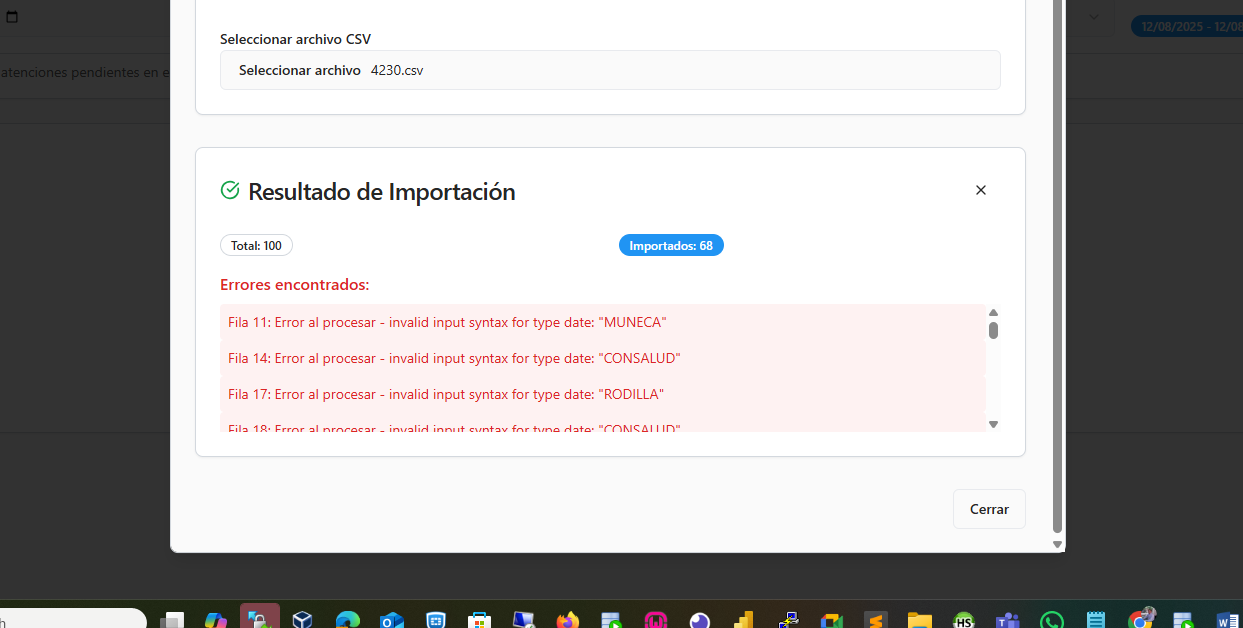 12/08/2025 - 12/08
Seleccionar archivo CSV
atenciones pendientes en e
Seleccionar archivo 4230.csv
Resultado de Importación
Total: 100
Importados: 68
Errores encontrados:
Fila 11: Error al procesar - invalid input syntax for type date: "MUNECA"
Fila 14: Error al procesar - invalid input syntax for type date: "CONSALUD"
Fila 17: Error al procesar - invalid input syntax for type date: "RODILLA"
Fila 18: Error al procesar - invalid input syntax for type date: "CONSALUD"
Cerrar
h
HS